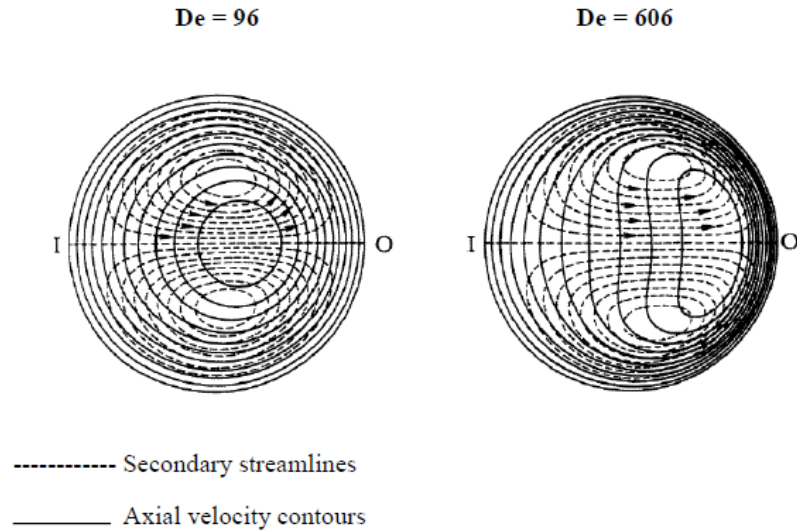 De = 96
De = 606
I
O
I
O
------------ Secondary streamlines
Axial velocity contours